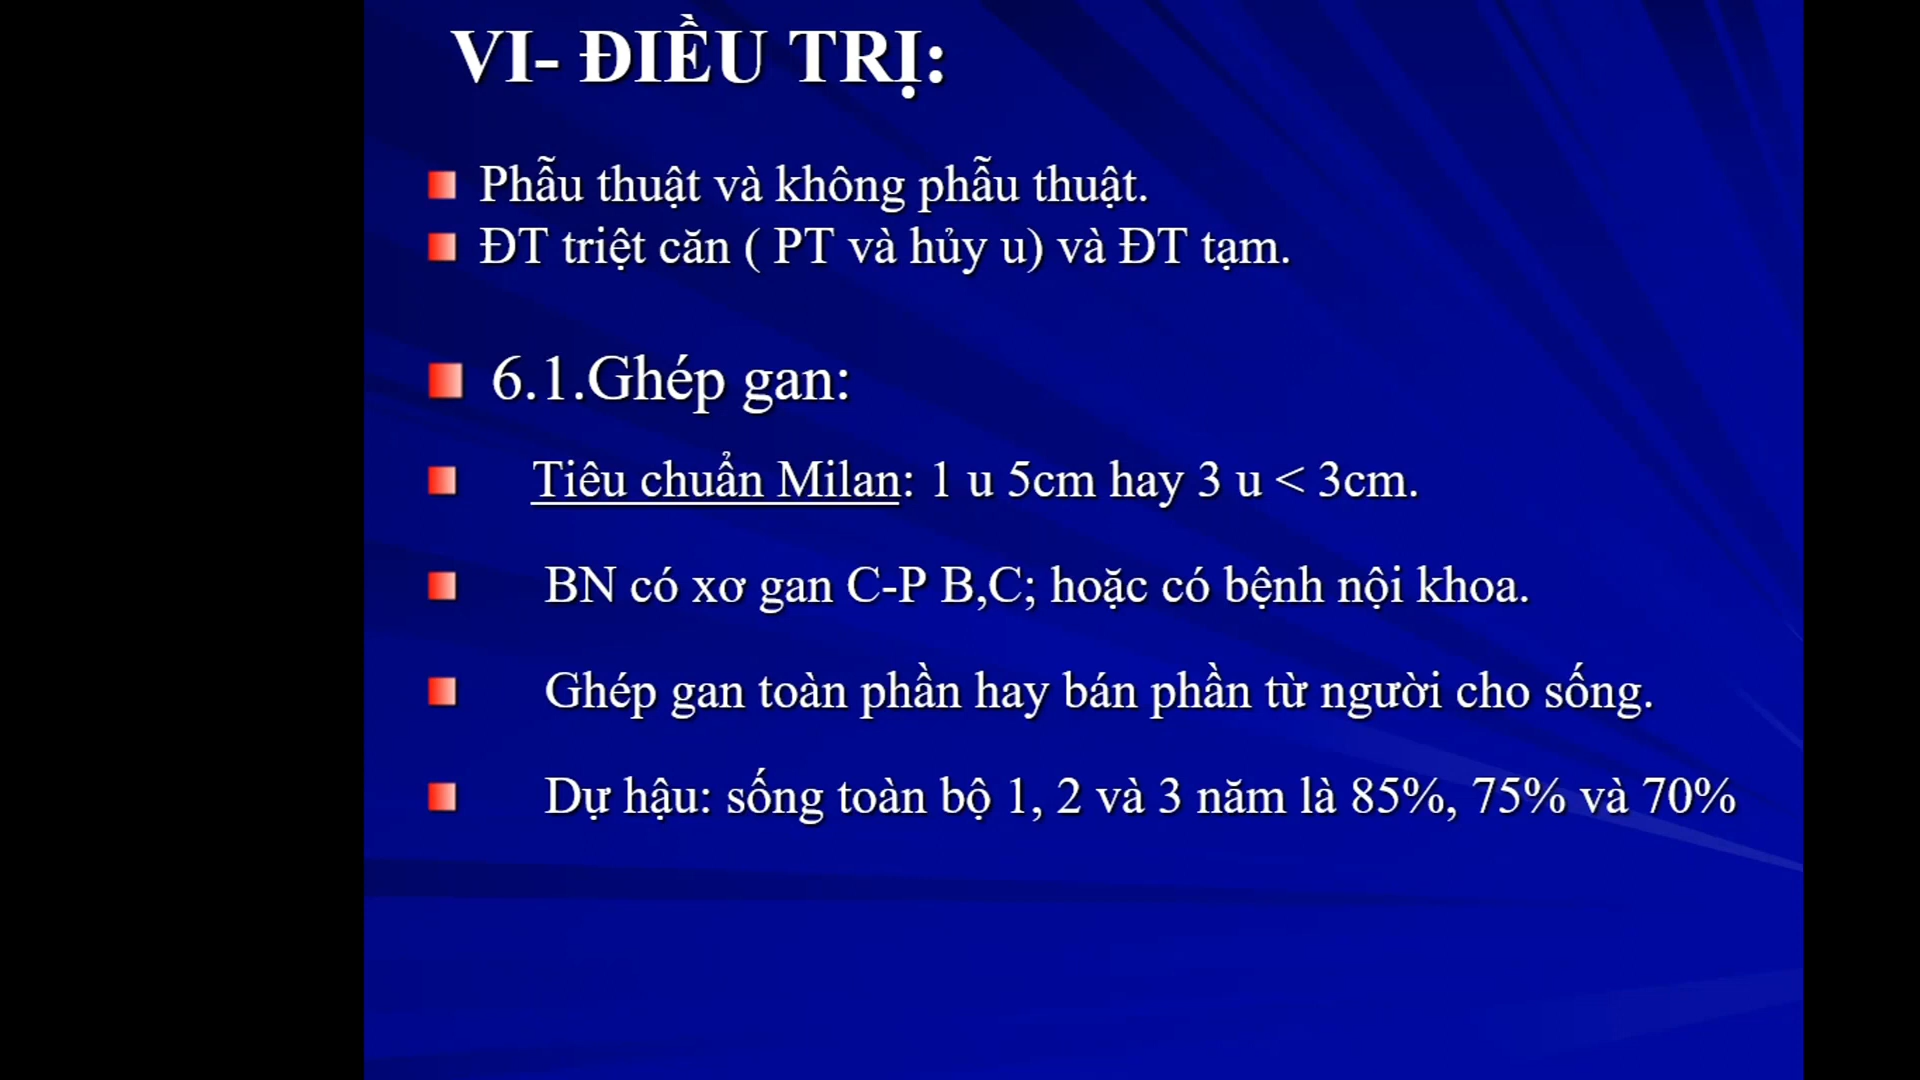 VI- ĐIỀU TRỊ:
Phẫu thuật và không phẫu thuật.
ĐT triệt căn ( PT và hủy u) và ĐT tạm.
6.1.Ghép gan:
Tiêu chuẩn Milan: 1 u 5cm hay 3 u < 3cm.
BN có xơ gan C-P B,C; hoặc có bệnh nội khoa.
Ghép gan toàn phần hay bán phần từ người cho sống.
Dự hậu: sống toàn bộ 1, 2 và 3 năm là 85%, 75% và 70%